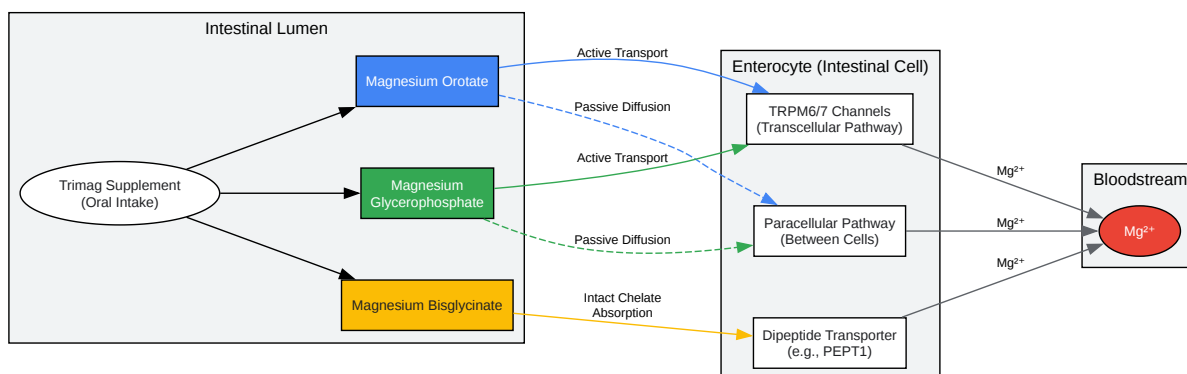 Intestinal Lumen
Trimag Supplement
(Oral Intake)
Magnesium Orotate
Magnesium
Glycerophosphate
Magnesium Bisglycinate
Active Transport
Passive Diffusion
Active Transport
Passive Diffusion
Intact Chelate
Absorption
Enterocyte (Intestinal Cell)
TRPM6/7 Channels
(Transcellular Pathway)
Paracellular Pathway
(Between Cells)
Dipeptide Transporter
(e.g., PEPT1)
Mg²⁺
Mg²⁺
Mg²⁺
Bloodstream
Mg²⁺